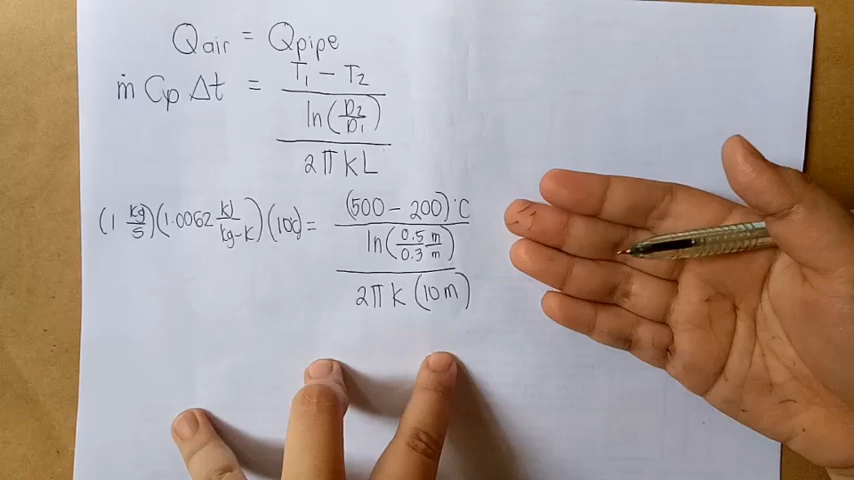 Qair = Qpipe
ṁ Cp Δt = T1 - T2
ln(D2/D1)
2πkL
(1 kg/s)(1.0062 kJ/kg-K)(100) = (500 - 200)°C
ln(0.5 m/0.3 m)
2πk(10m)